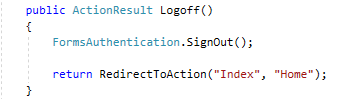 public ActionResult Logoff()
{
FormsAuthentication.SignOut();
return RedirectToAction("Index", "Home");
}